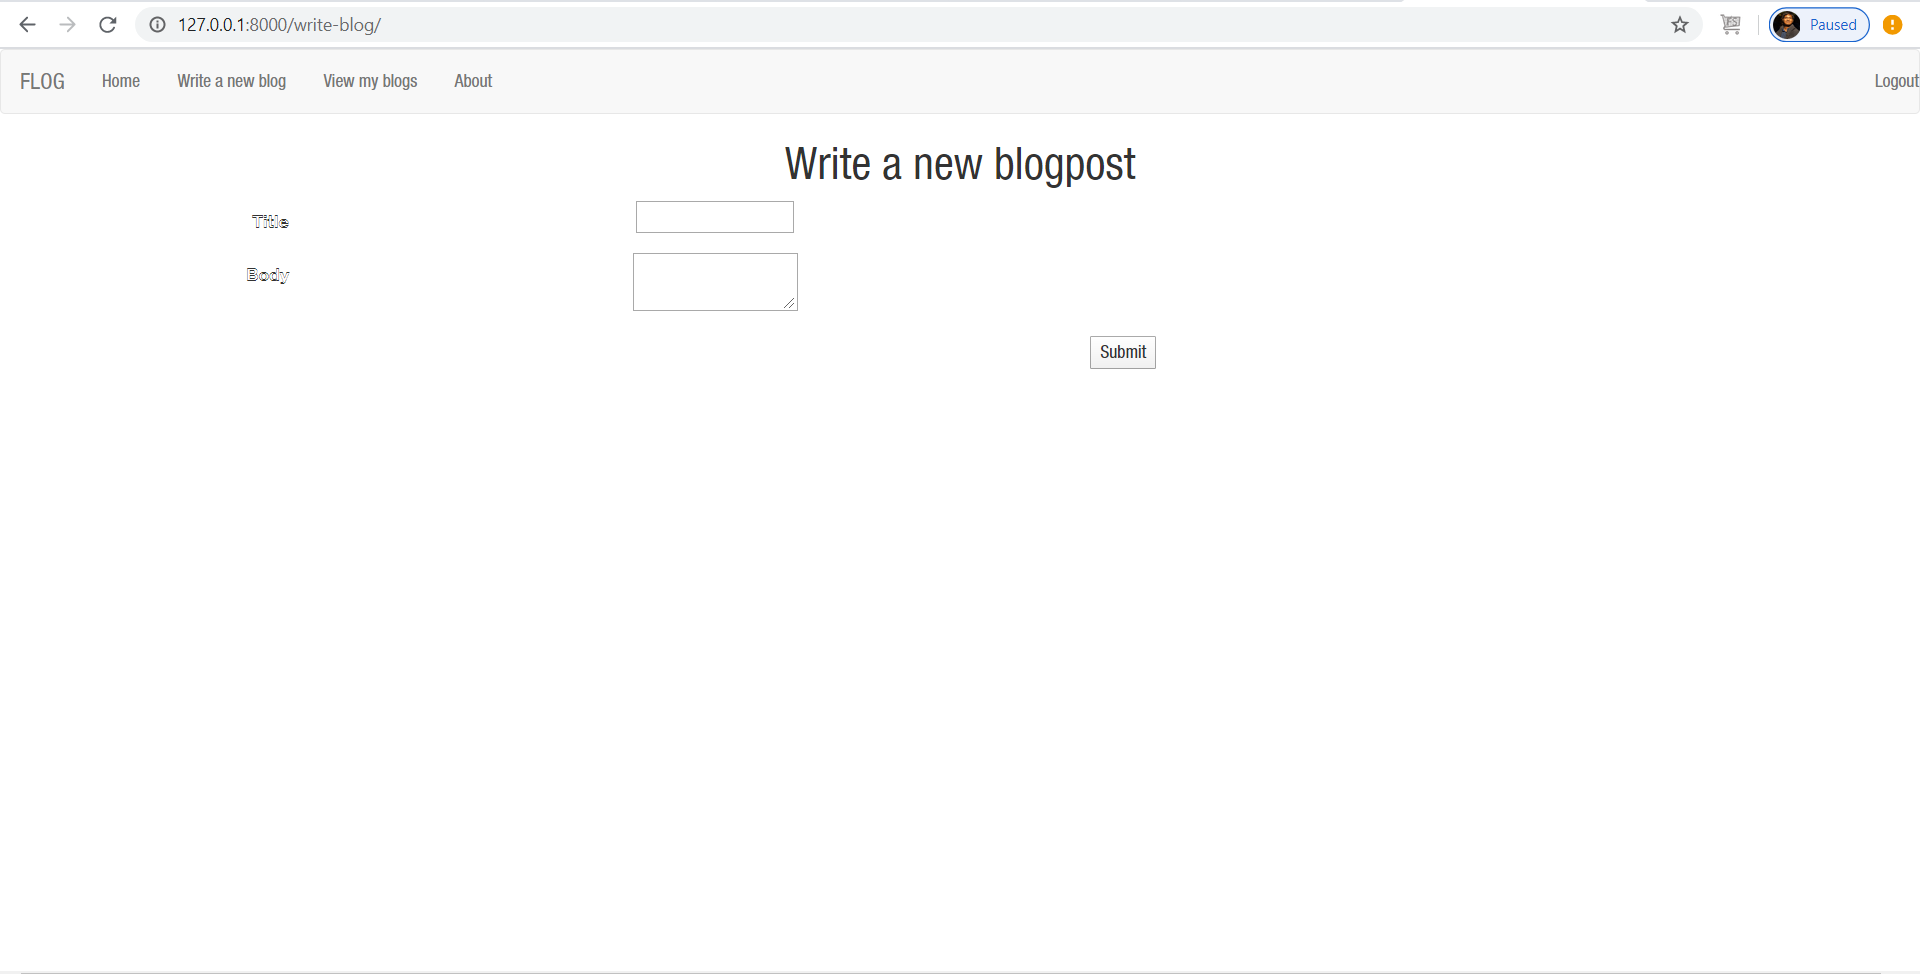 127.0.0.1:8000/write-blog/
Paused
FLOG Home Write a new blog View my blogs About Logout
Write a new blogpost
Title
Body
Submit